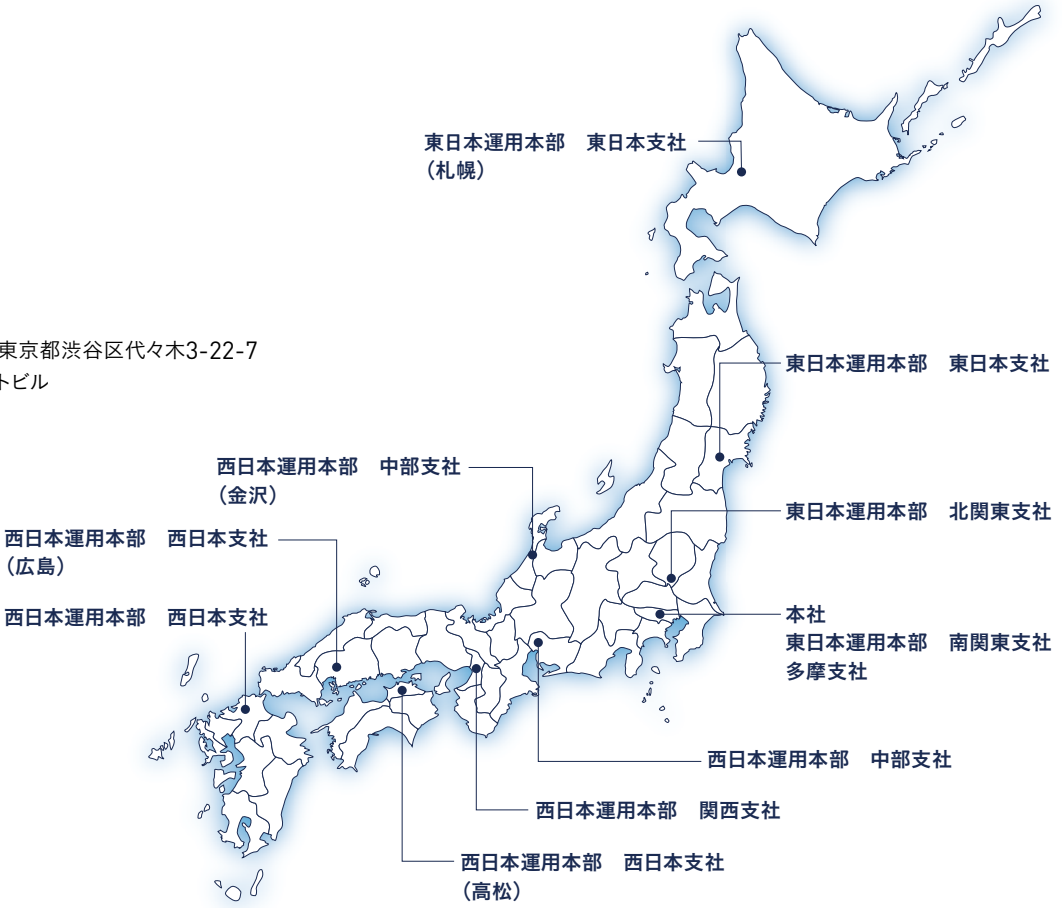 東日本運用本部　東日本支社
（札幌）
東京都渋谷区代々木3-22-7
トビル
東日本運用本部　東日本支社
西日本運用本部　中部支社
（金沢）
東日本運用本部　北関東支社
西日本運用本部　西日本支社
（広島）
西日本運用本部　西日本支社
本社
東日本運用本部　南関東支社
多摩支社
西日本運用本部　中部支社
西日本運用本部　関西支社
西日本運用本部　西日本支社
（高松）